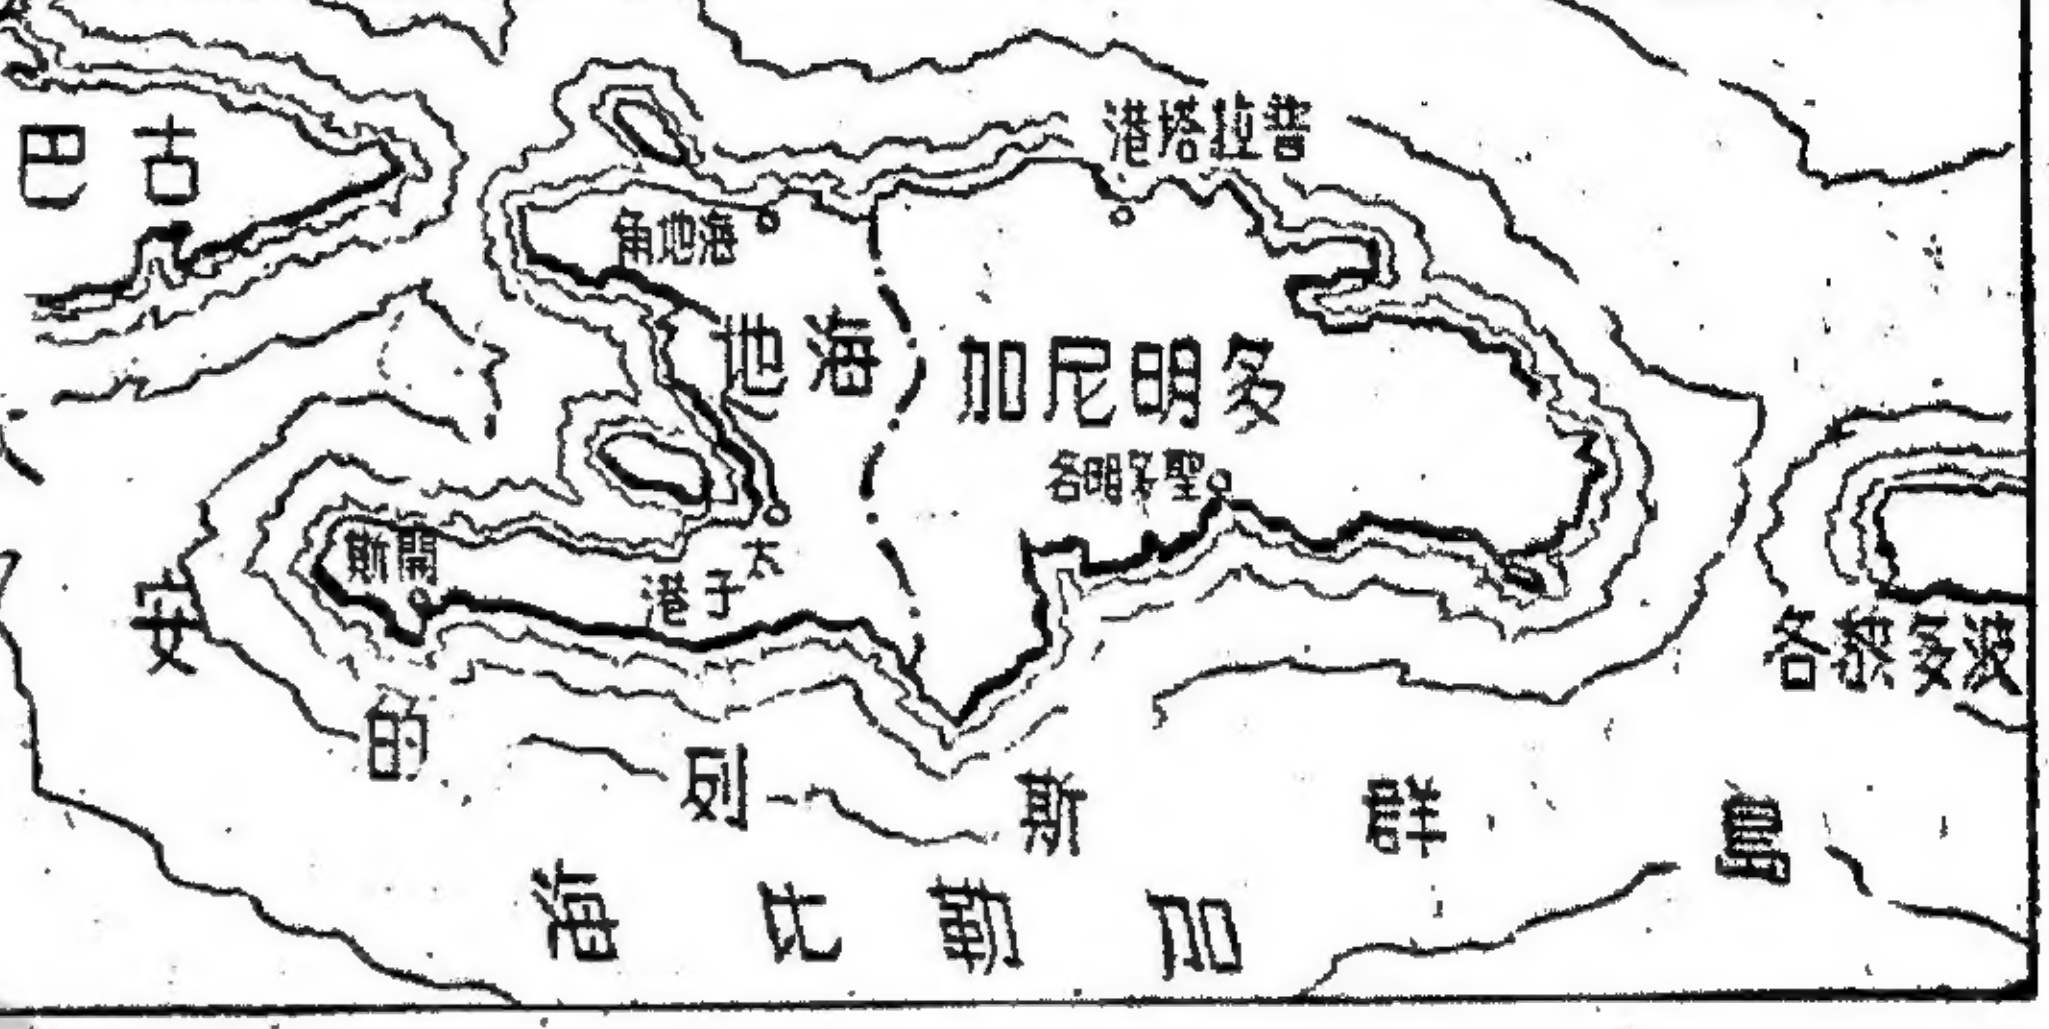 古巴
普拉塔港
海地角
海地
多明尼加
聖多明各
太子港
開斯
波多黎各
安的列斯群島
加勒比海